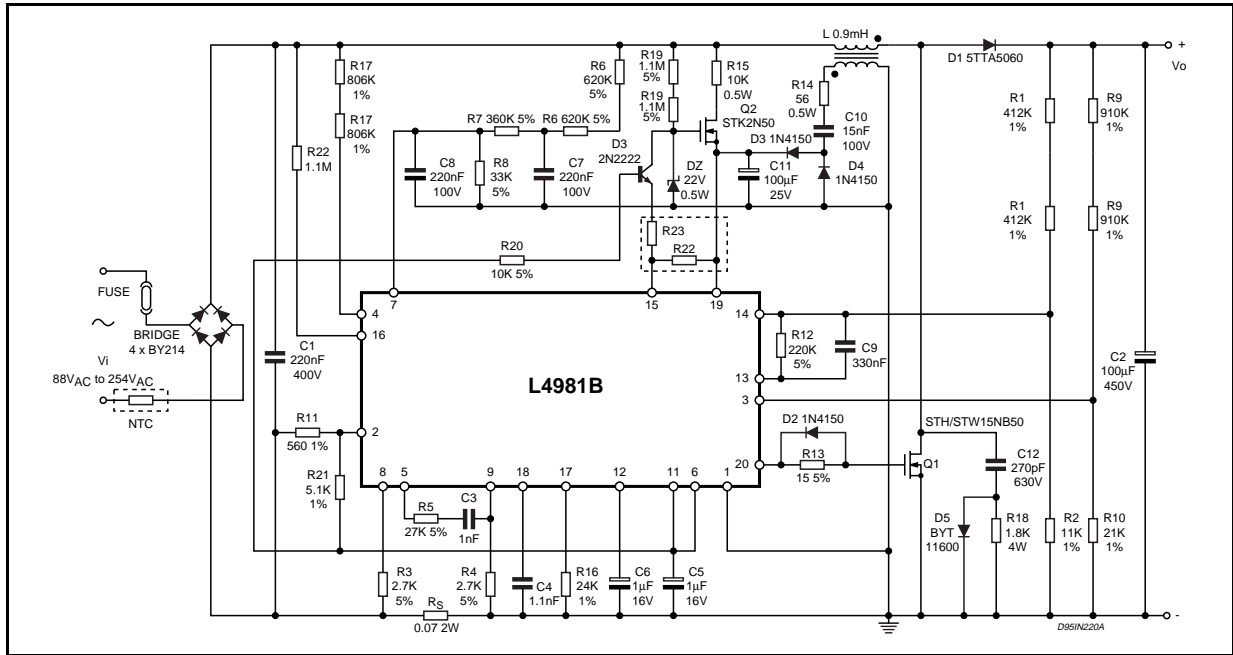 L 0.9mH
D1 5TTA5060
+
Vo
R17
806K
1%
R17
806K
1%
R22
1.1M
R6
620K
5%
R7 360K 5%
R6 620K 5%
R19
1.1M
5%
R19
1.1M
5%
R15
10K
0.5W
Q2
STK2N50
R14
56
0.5W
C10
15nF
100V
D3 1N4150
D4
1N4150
R1
412K
1%
R9
910K
1%
D3
2N2222
C8
220nF
100V
R8
33K
5%
C7
220nF
100V
DZ
22V
0.5W
C11
100µF
25V
R1
412K
1%
R9
910K
1%
R23
R22
R20
10K 5%
FUSE
BRIDGE
4 x BY214
Vi
88VAC to 254VAC
NTC
C1
220nF
400V
7
15
19
4
16
14
13
3
20
2
8
5
9
18
17
12
11
6
1
L4981B
R12
220K
5%
C9
330nF
C2
100µF
450V
R11
560 1%
R21
5.1K
1%
D2 1N4150
R13
15 5%
STH/STW15NB50
Q1
C12
270pF
630V
R5
27K 5%
C3
1nF
D5
BYT
11600
R18
1.8K
4W
R2
11K
1%
R10
21K
1%
R3
2.7K
5%
RS
0.07 2W
R4
2.7K
5%
C4
1.1nF
R16
24K
1%
C6
1µF
16V
C5
1µF
16V
-
D95IN220A